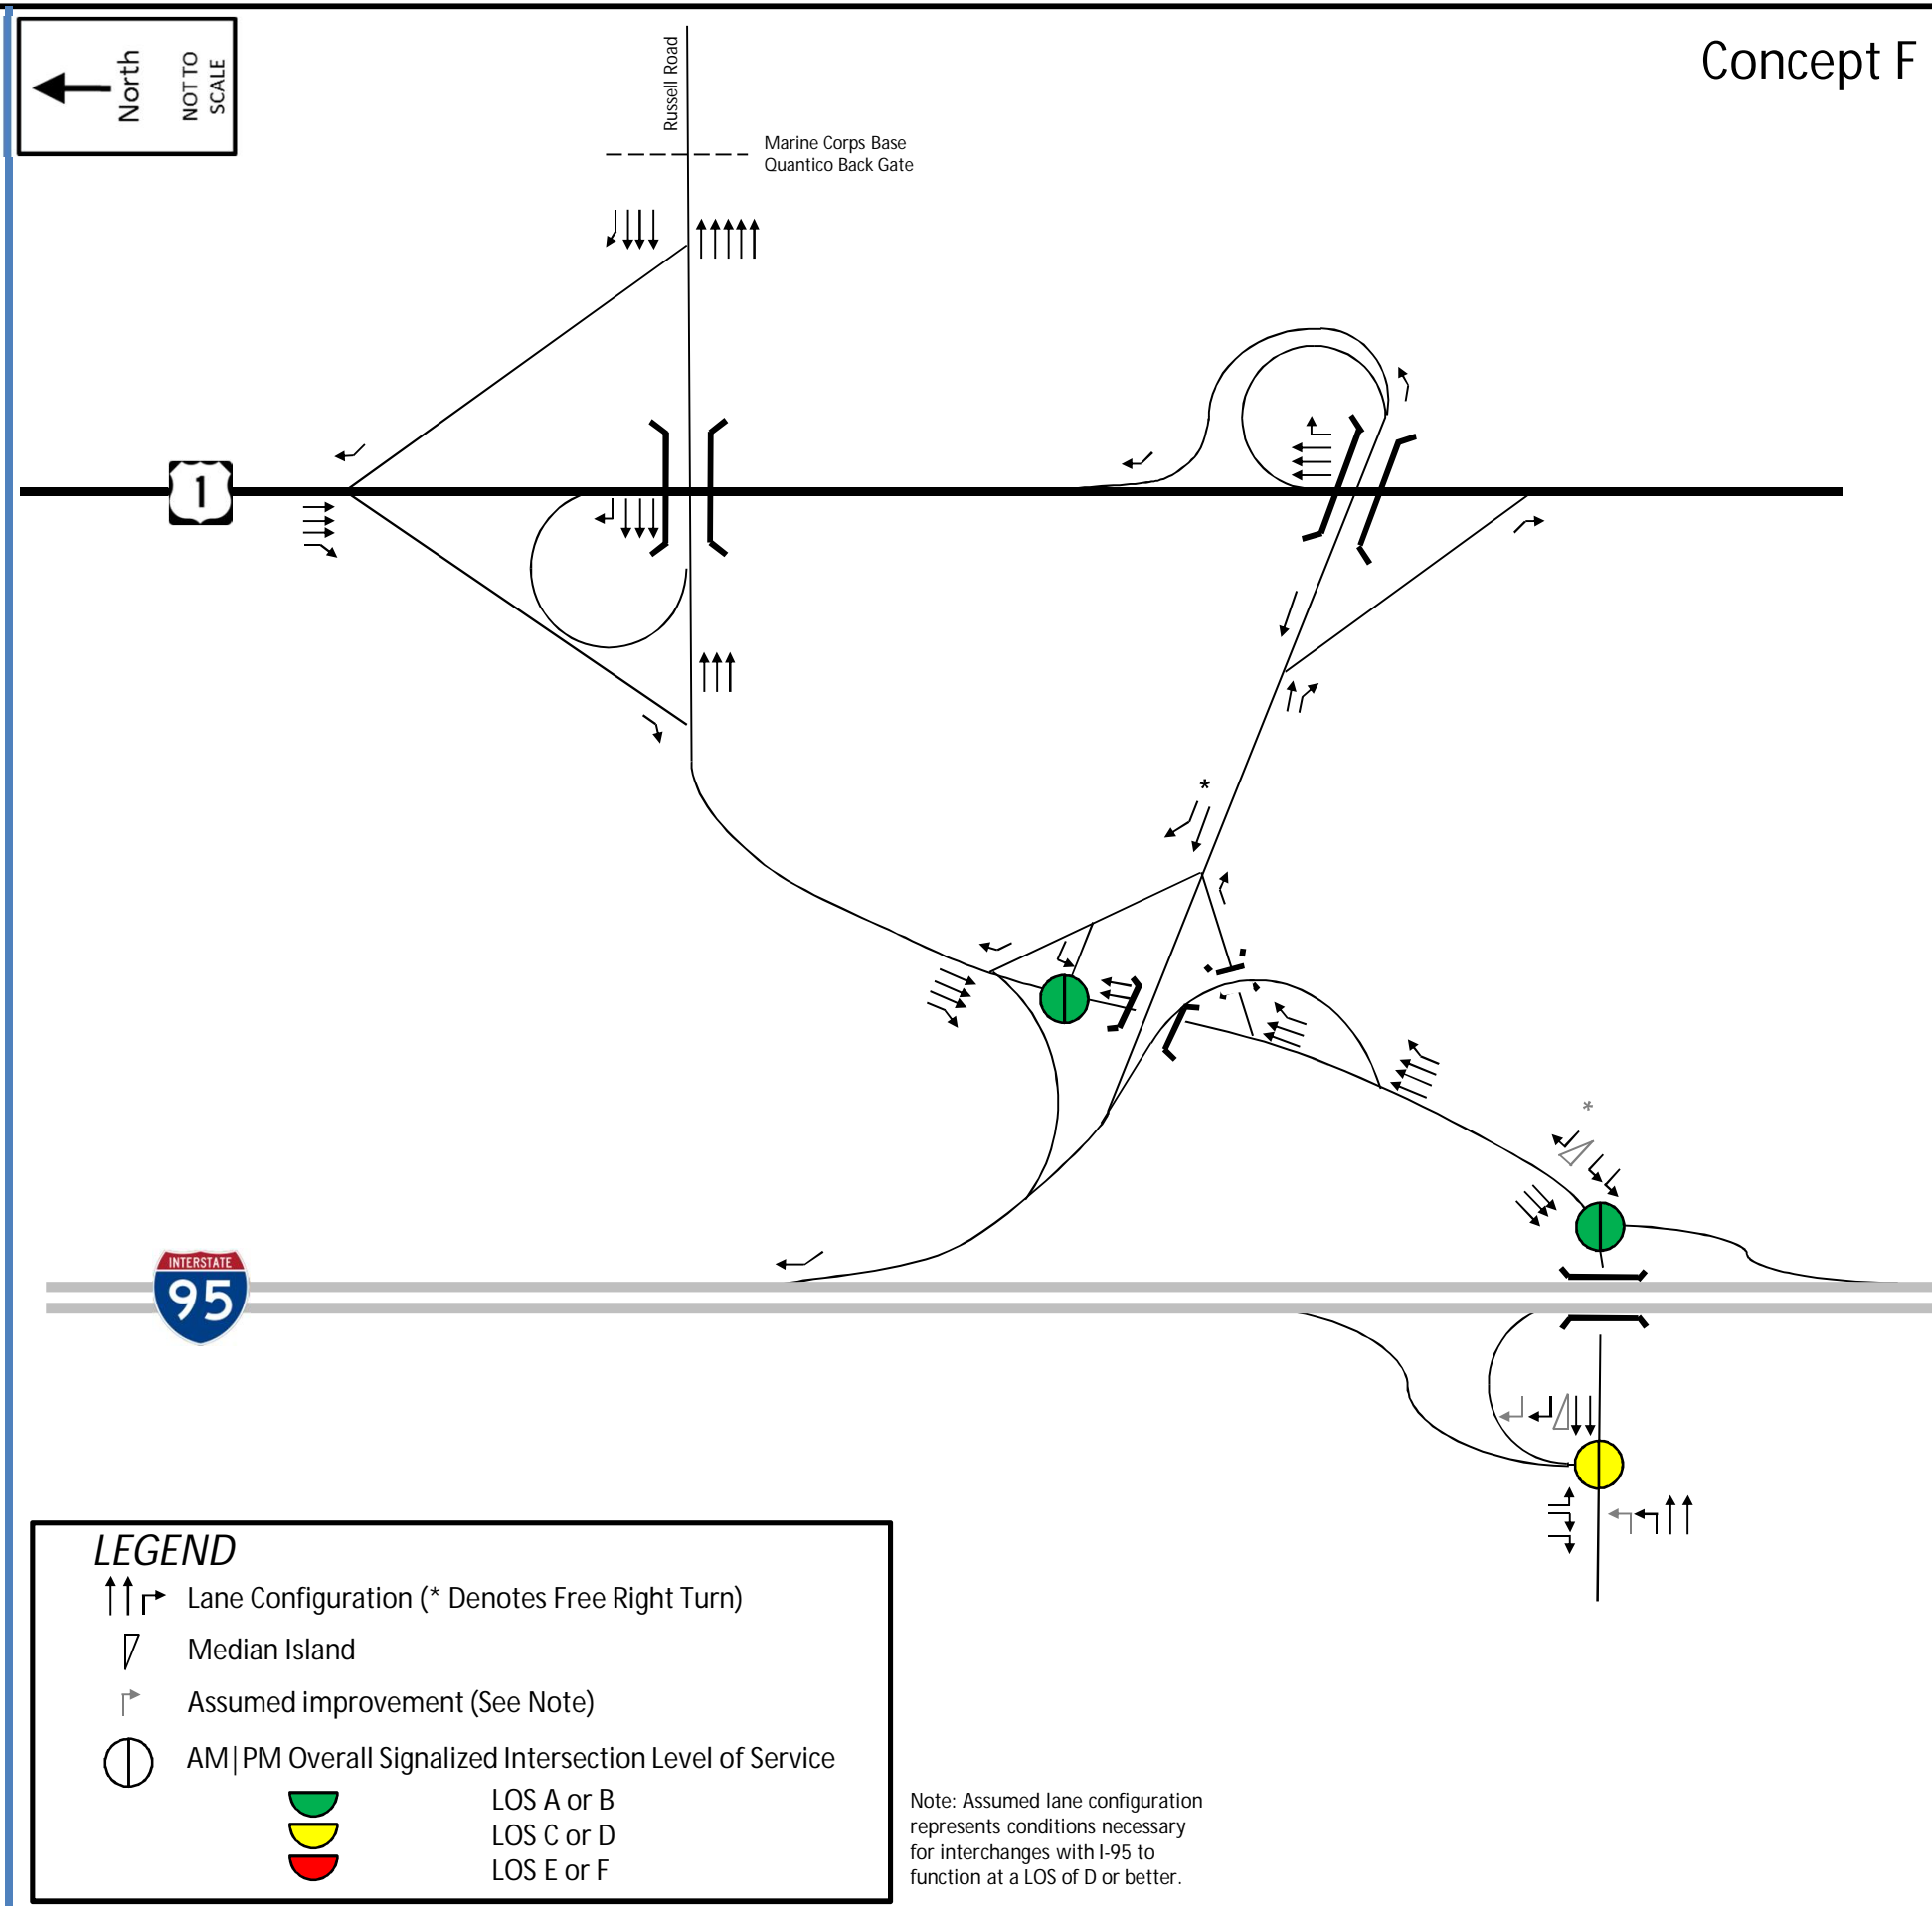 Concept F
North
NOT TO
SCALE
Russell Road
Marine Corps Base
Quantico Back Gate
1
*
*
INTERSTATE
95
LEGEND
Lane Configuration (* Denotes Free Right Turn)
Median Island
Assumed improvement (See Note)
AM|PM Overall Signalized Intersection Level of Service
LOS A or B
LOS C or D
LOS E or F
Note: Assumed lane configuration
represents conditions necessary
for interchanges with I-95 to
function at a LOS of D or better.